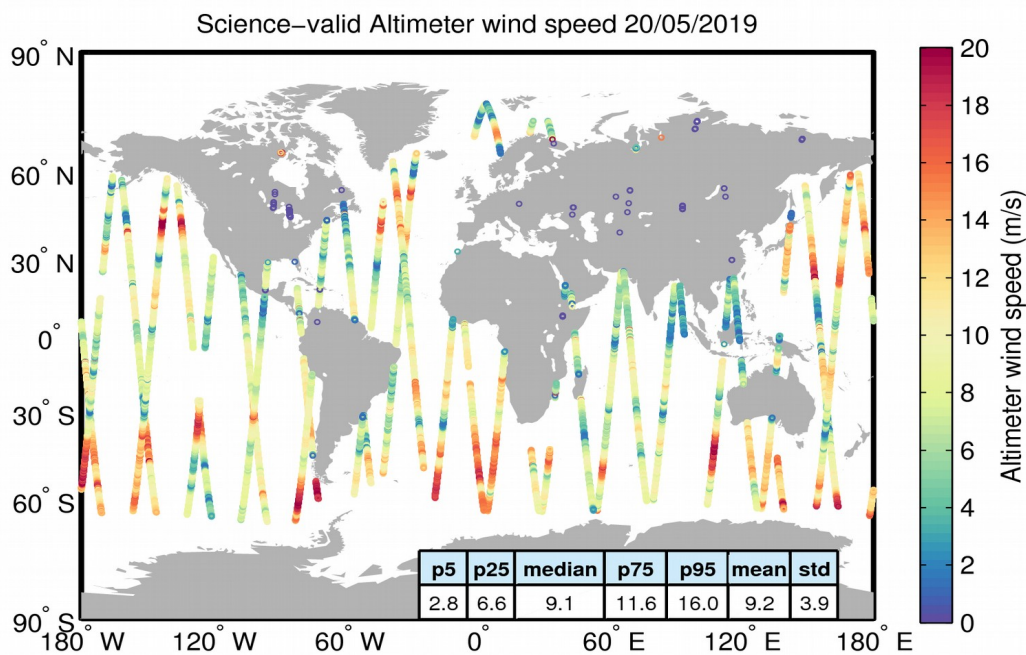 Science−valid Altimeter wind speed 20/05/2019
90° N
60° N
30° N
0°
30° S
60° S
90° S
180° W
120° W
60° W
0°
60° E
120° E
180° E
p5 p25 median p75 p95 mean std
2.8 6.6 9.1 11.6 16.0 9.2 3.9
20
18
16
14
12
10
8
6
4
2
0
Altimeter wind speed (m/s)